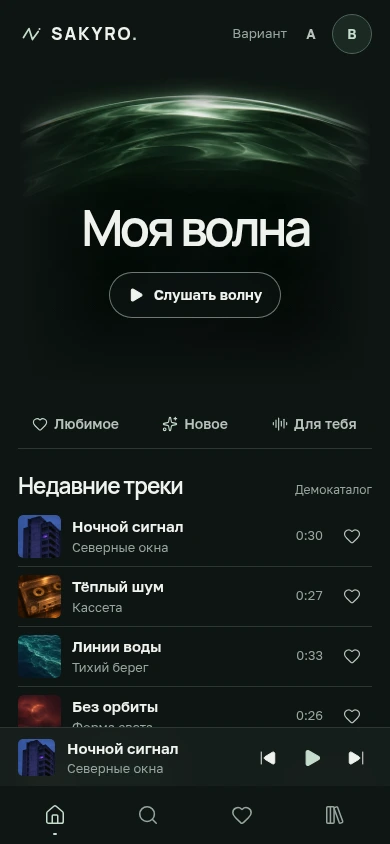 SAKYRO.
Вариант A B
Моя волна
Слушать волну
Любимое Новое Для тебя
Недавние треки Демокаталог
Ночной сигнал
Северные окна
0:30
Тёплый шум
Кассета
0:27
Линии воды
Тихий берег
0:33
Без орбиты
Форма света
0:26
Ночной сигнал
Северные окна